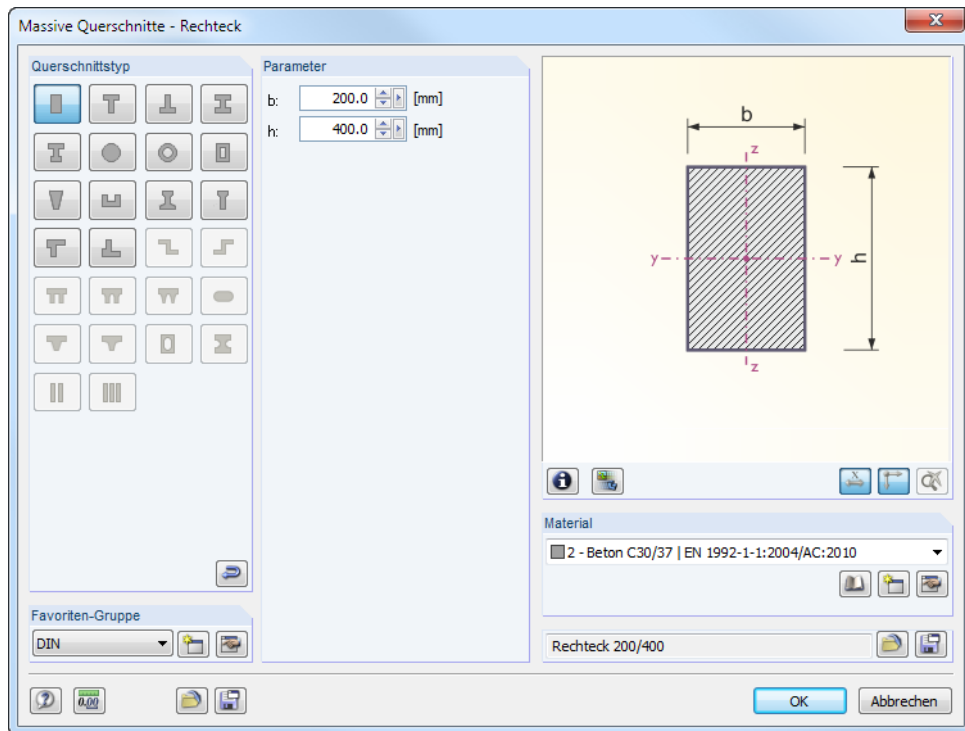 Massive Querschnitte - Rechteck
Querschnittstyp
Parameter
b: 200.0 [mm]
h: 400.0 [mm]
b
z
y
y
h
z
Material
2 - Beton C30/37 | EN 1992-1-1:2004/AC:2010
Favoriten-Gruppe
DIN
Rechteck 200/400
0.00
OK
Abbrechen